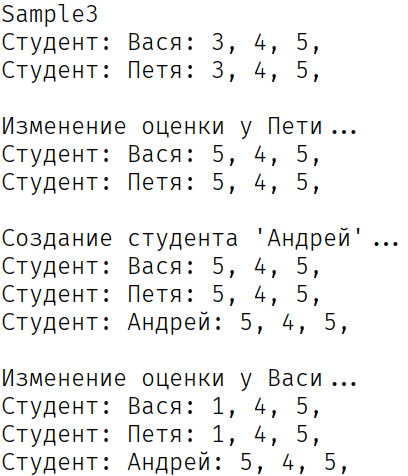 Sample3
Студент: Вася: 3, 4, 5,
Студент: Петя: 3, 4, 5,

Изменение оценки у Пети...
Студент: Вася: 5, 4, 5,
Студент: Петя: 5, 4, 5,

Создание студента 'Андрей'...
Студент: Вася: 5, 4, 5,
Студент: Петя: 5, 4, 5,
Студент: Андрей: 5, 4, 5,

Изменение оценки у Васи...
Студент: Вася: 1, 4, 5,
Студент: Петя: 1, 4, 5,
Студент: Андрей: 5, 4, 5,